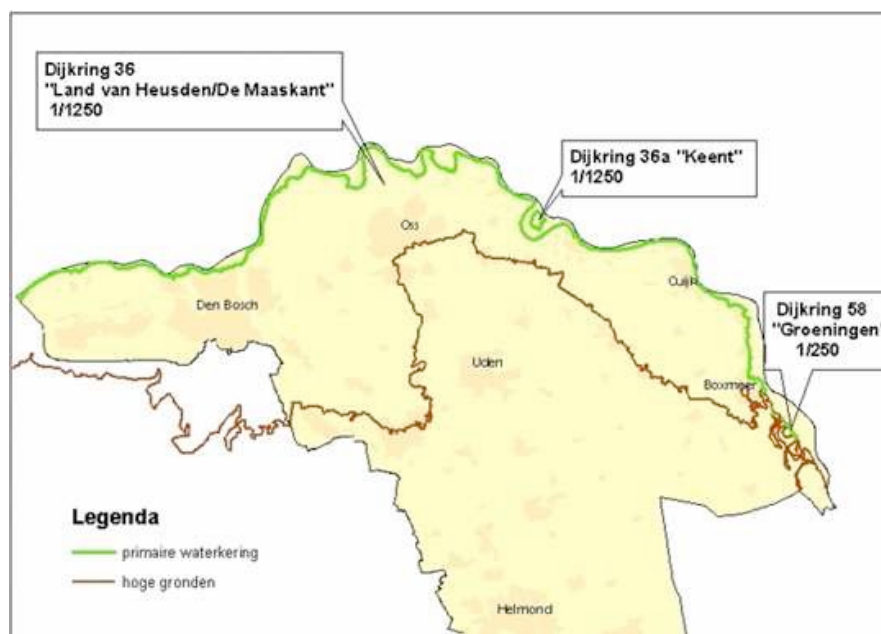 Dijkring 36
"Land van Heusden/De Maaskant"
1/1250
Dijkring 36a "Keent"
1/1250
Oss
Cuijk
Den Bosch
Dijkring 58
"Groeningen"
1/250
Uden
Boxmeer
Legenda
primaire waterkering
hoge gronden
Helmond